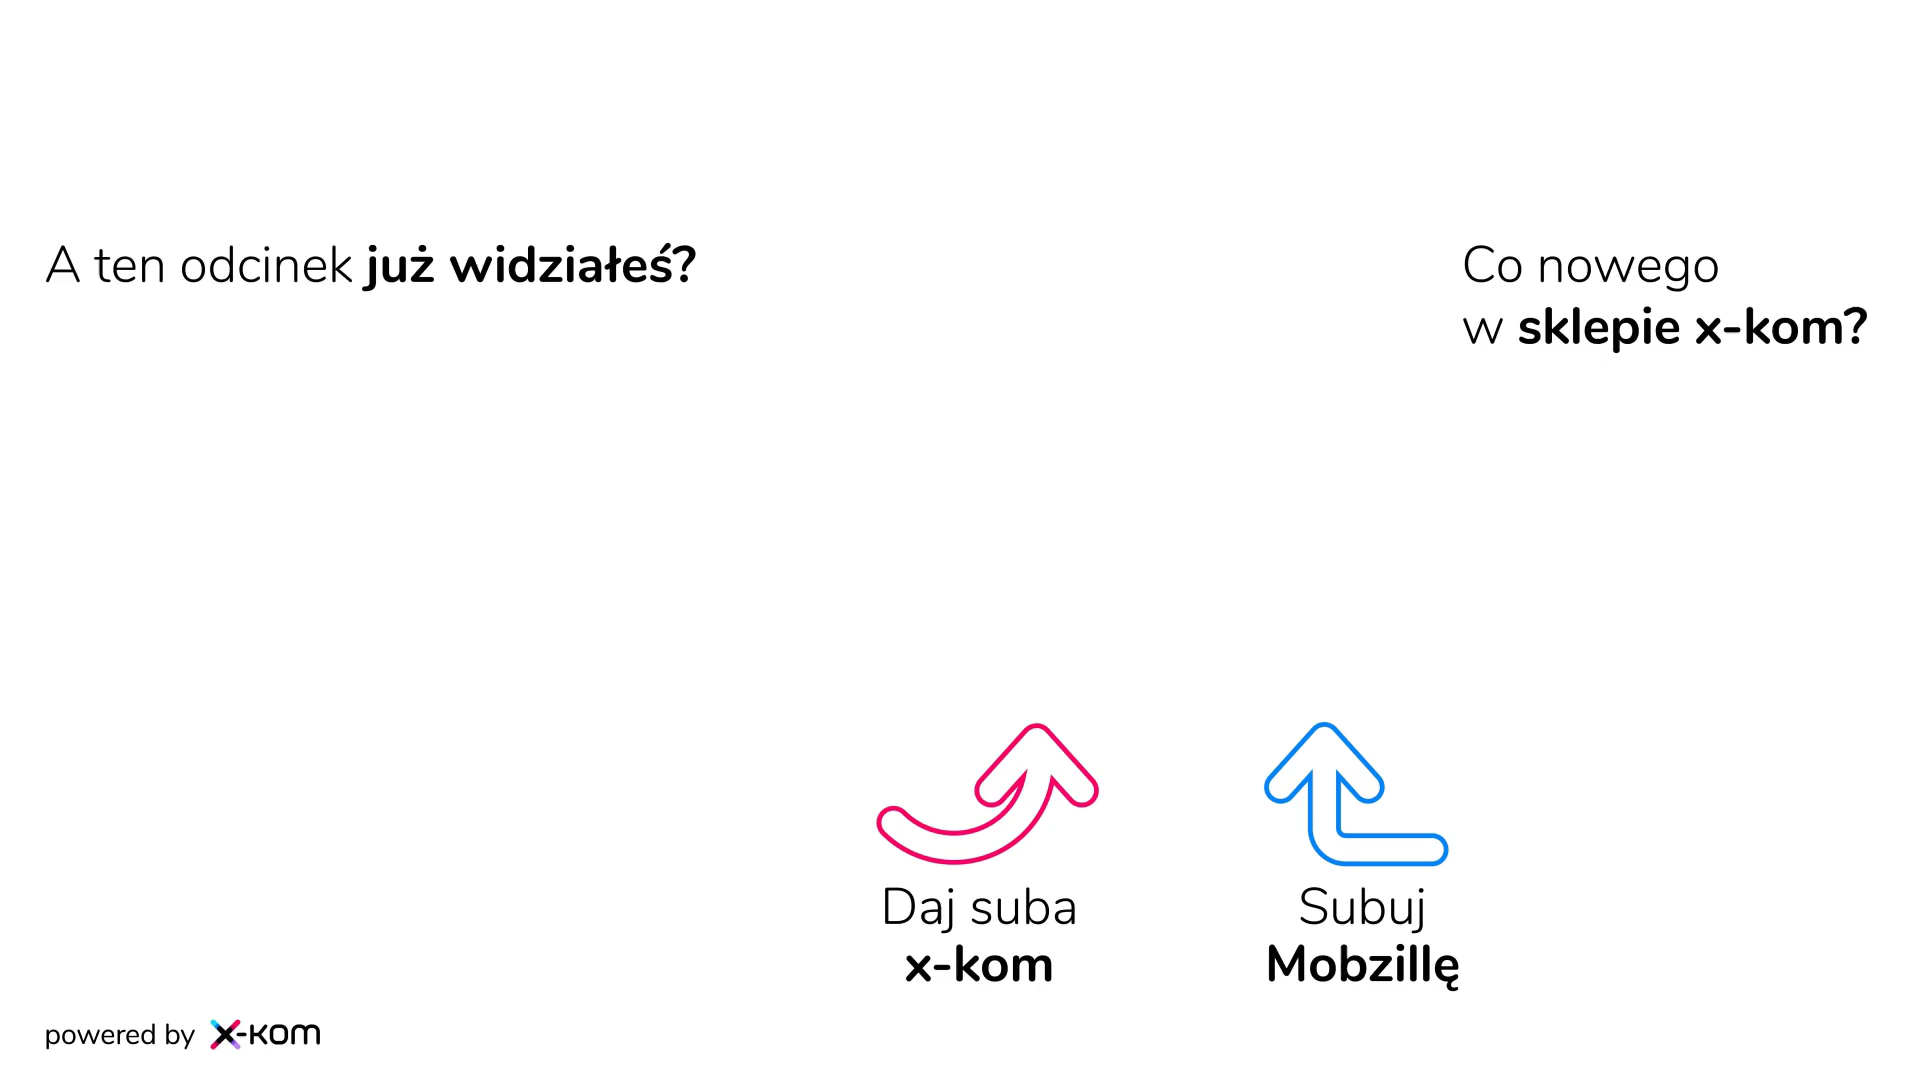 A ten odcinek już widziałeś?
Co nowego
w sklepie x-kom?
Daj suba
x-kom
Subuj
Mobzillę
powered by x-kom